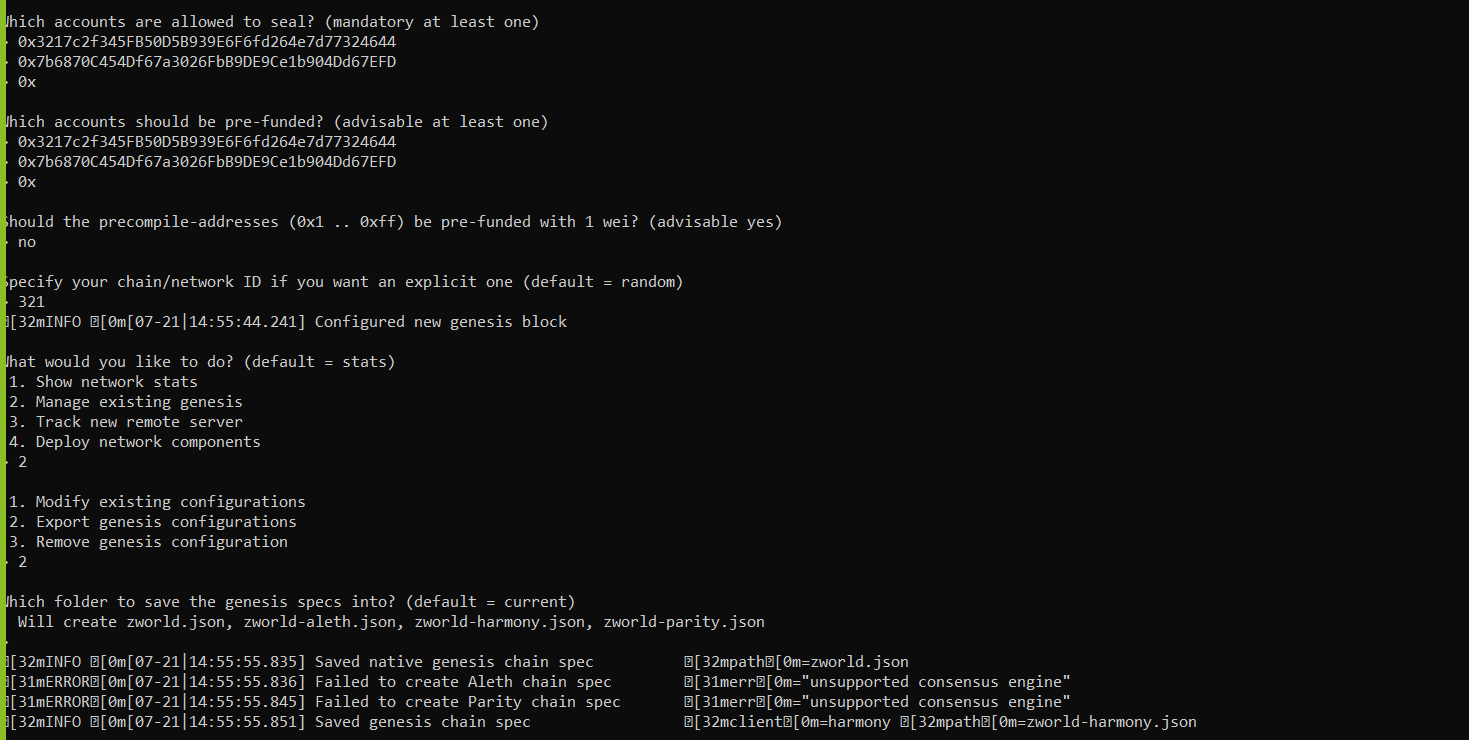 Which accounts are allowed to seal? (mandatory at least one)
> 0x3217c2f345FB50D5B939E6F6fd264e7d77324644
> 0x7b6870C454Df67a3026FbB9DE9Ce1b904Dd67EFD
> 0x
Which accounts should be pre-funded? (advisable at least one)
> 0x3217c2f345FB50D5B939E6F6fd264e7d77324644
> 0x7b6870C454Df67a3026FbB9DE9Ce1b904Dd67EFD
> 0x
Should the precompile-addresses (0x1 .. 0xff) be pre-funded with 1 wei? (advisable yes)
> no
Specify your chain/network ID if you want an explicit one (default = random)
> 321
[32mINFO [0m[07-21|14:55:44.241] Configured new genesis block
What would you like to do? (default = stats)
1. Show network stats
2. Manage existing genesis
3. Track new remote server
4. Deploy network components
> 2
1. Modify existing configurations
2. Export genesis configurations
3. Remove genesis configuration
> 2
Which folder to save the genesis specs into? (default = current)
Will create zworld.json, zworld-aleth.json, zworld-harmony.json, zworld-parity.json
>
[32mINFO [0m[07-21|14:55:55.835] Saved native genesis chain spec [32mpath[0m=zworld.json
[31mERROR[0m[07-21|14:55:55.836] Failed to create Aleth chain spec [31merr[0m="unsupported consensus engine"
[31mERROR[0m[07-21|14:55:55.845] Failed to create Parity chain spec [31merr[0m="unsupported consensus engine"
[32mINFO [0m[07-21|14:55:55.851] Saved genesis chain spec [32mclient[0m=harmony [32mpath[0m=zworld-harmony.json